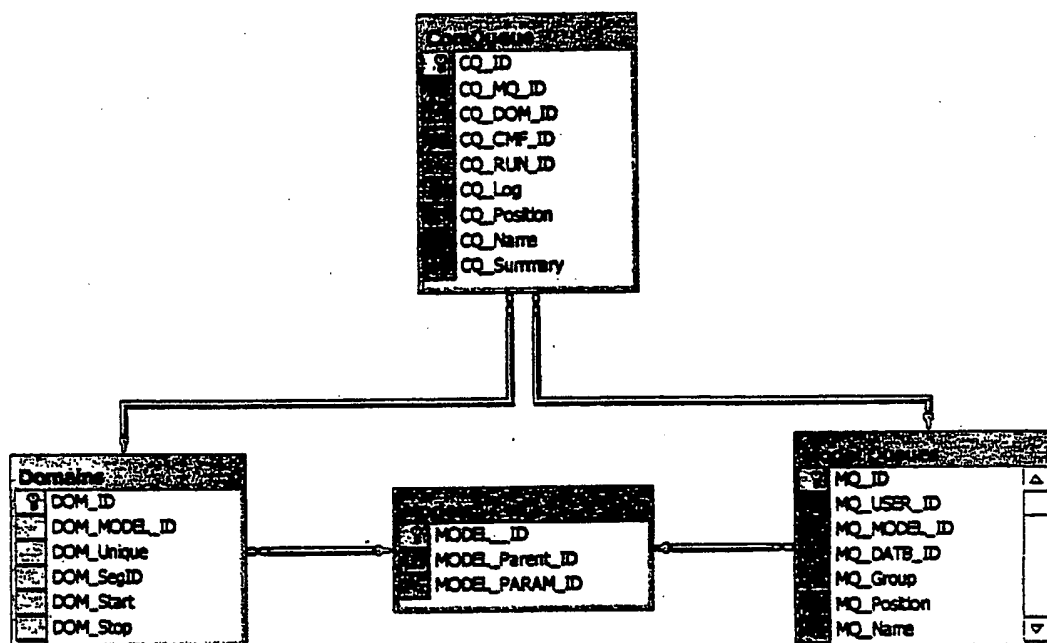 CQ_ID
CQ_MQ_ID
CQ_DOM_ID
CQ_CMF_ID
CQ_RUN_ID
CQ_Log
CQ_Position
CQ_Name
CQ_Summary
Domains
DOM_ID
DOM_MODEL_ID
DOM_Unique
DOM_SegID
DOM_Start
DOM_Stop
MODEL__ID
MODEL_Parent_ID
MODEL_PARAM_ID
MQ_ID
MQ_USER_ID
MQ_MODEL_ID
MQ_DATB_ID
MQ_Group
MQ_Position
MQ_Name